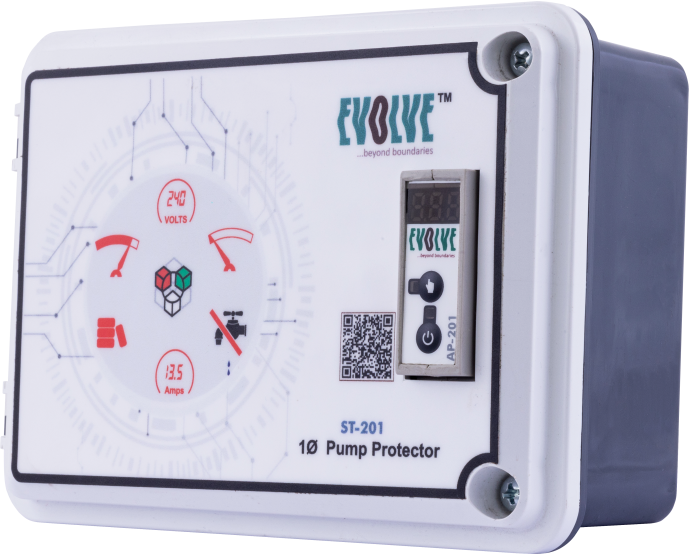 EVOLVE™
...beyond boundaries
240
VOLTS
EVOLVE
...beyond boundaries
AP-201
13.5
Amps
ST-201
1Ø Pump Protector